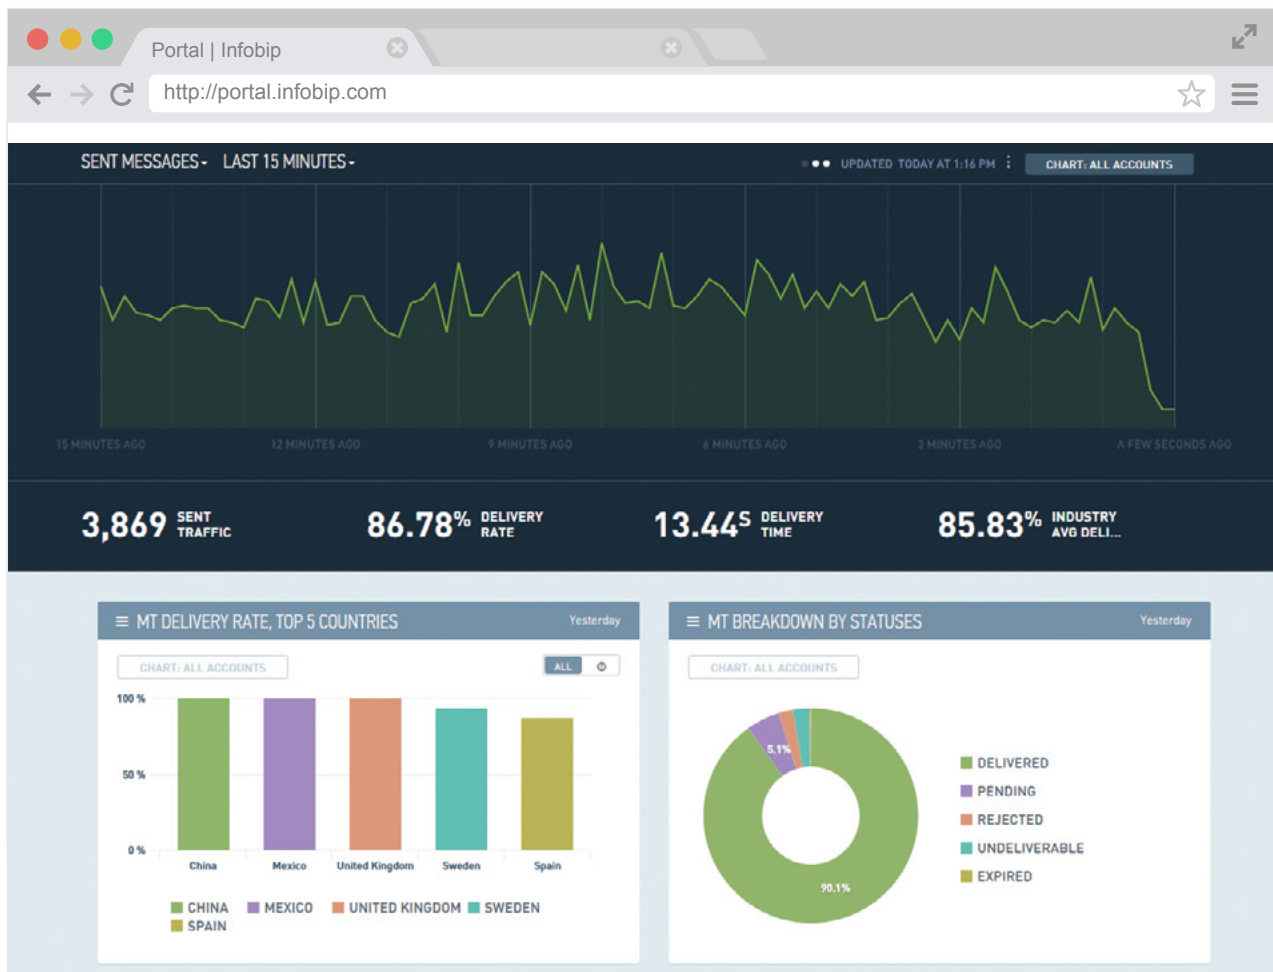 Portal | Infobip
http://portal.infobip.com
SENT MESSAGES LAST 15 MINUTES
UPDATED TODAY AT 1:16 PM
CHART: ALL ACCOUNTS
15 MINUTES AGO 12 MINUTES AGO 9 MINUTES AGO 6 MINUTES AGO 3 MINUTES AGO A FEW SECONDS AGO
3,869 SENT TRAFFIC
86.78% DELIVERY RATE
13.44S DELIVERY TIME
85.83% INDUSTRY AVG DELI...
MT DELIVERY RATE, TOP 5 COUNTRIES Yesterday
CHART: ALL ACCOUNTS
ALL
100 %
50 %
0 %
China Mexico United Kingdom Sweden Spain
CHINA MEXICO UNITED KINGDOM SWEDEN
SPAIN
MT BREAKDOWN BY STATUSES Yesterday
CHART: ALL ACCOUNTS
5.1%
90.1%
DELIVERED
PENDING
REJECTED
UNDELIVERABLE
EXPIRED